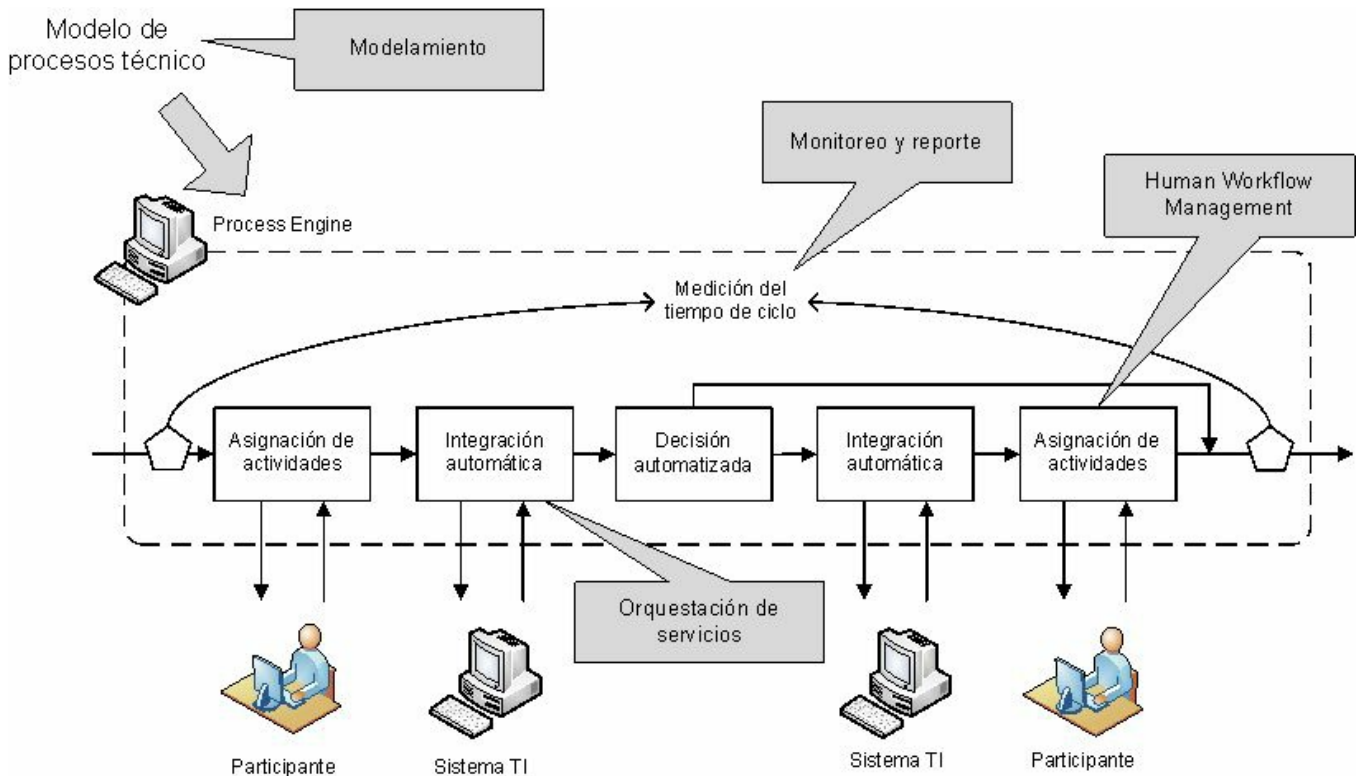 Modelo de
procesos técnico
Modelamiento
Monitoreo y reporte
Human Workflow
Management
Process Engine
Medición del
tiempo de ciclo
Asignación de
actividades
Integración
automática
Decisión
automatizada
Integración
automática
Asignación de
actividades
Orquestación de
servicios
Participante
Sistema TI
Sistema TI
Participante